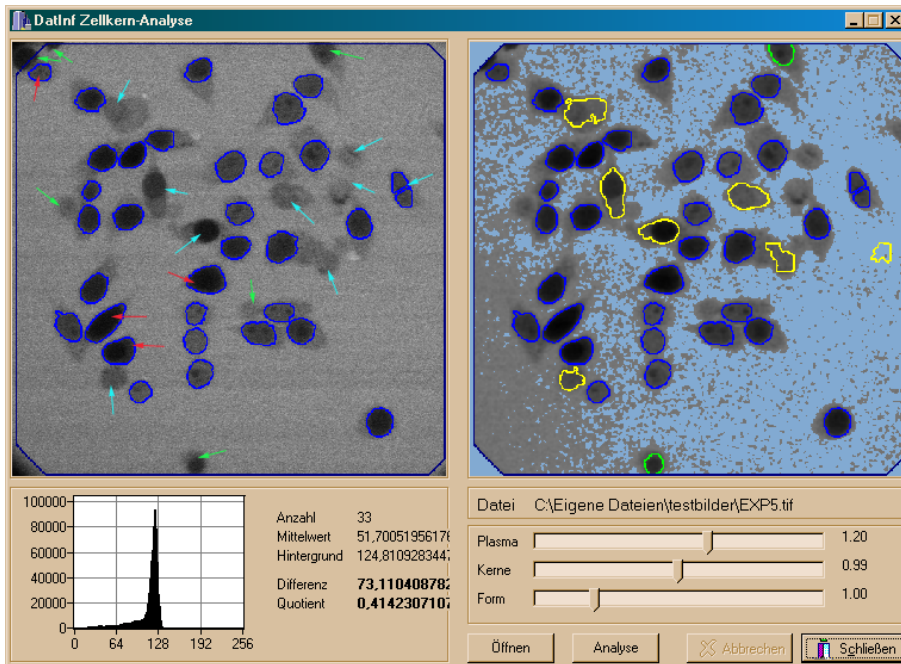 DatInf Zellkern-Analyse
100000
80000
60000
40000
20000
0
0 64 128 192 256
Anzahl 33
Mittelwert 51,70051956176
Hintergrund 124,8109283447
Differenz 73,110408782
Quotient 0,4142307107
Datei C:\Eigene Dateien\testbilder\EXP5.tif
Plasma 1.20
Kerne 0.99
Form 1.00
Öffnen Analyse Abbrechen Schließen